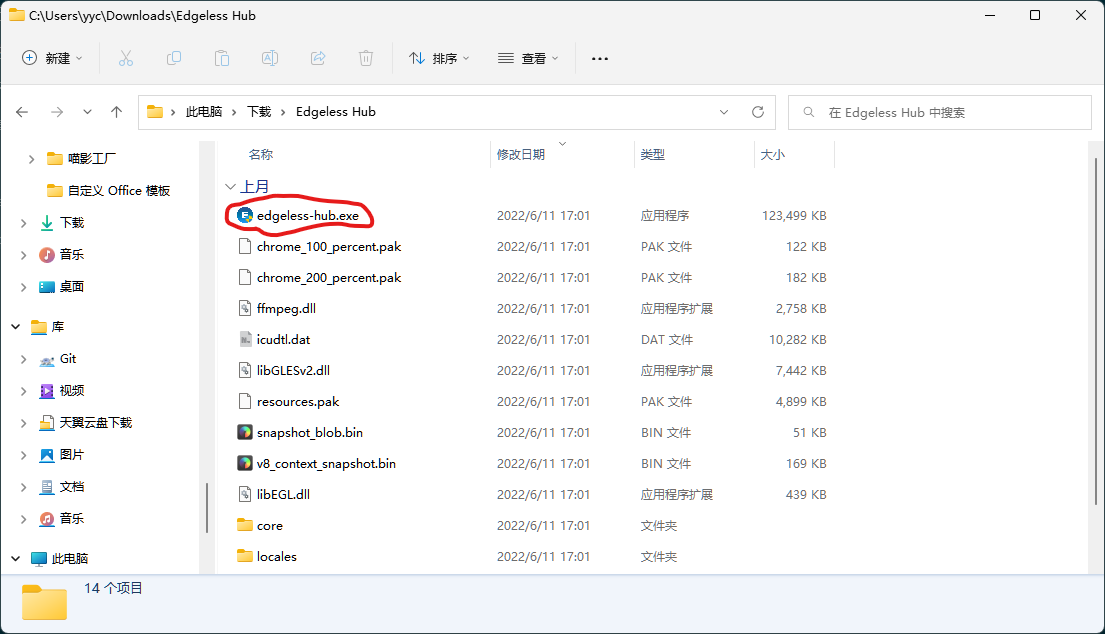 C:\Users\yyc\Downloads\Edgeless Hub
新建
排序
查看
此电脑 > 下载 > Edgeless Hub
在 Edgeless Hub 中搜索
喵影工厂
自定义 Office 模板
下载
音乐
桌面
库
Git
视频
天翼云盘下载
图片
文档
音乐
此电脑
名称 修改日期 类型 大小
上月
edgeless-hub.exe 2022/6/11 17:01 应用程序 123,499 KB
chrome_100_percent.pak 2022/6/11 17:01 PAK 文件 122 KB
chrome_200_percent.pak 2022/6/11 17:01 PAK 文件 182 KB
ffmpeg.dll 2022/6/11 17:01 应用程序扩展 2,758 KB
icudtl.dat 2022/6/11 17:01 DAT 文件 10,282 KB
libGLESv2.dll 2022/6/11 17:01 应用程序扩展 7,442 KB
resources.pak 2022/6/11 17:01 PAK 文件 4,899 KB
snapshot_blob.bin 2022/6/11 17:01 BIN 文件 51 KB
v8_context_snapshot.bin 2022/6/11 17:01 BIN 文件 169 KB
libEGL.dll 2022/6/11 17:01 应用程序扩展 439 KB
core 2022/6/11 17:01 文件夹
locales 2022/6/11 17:01 文件夹
14 个项目